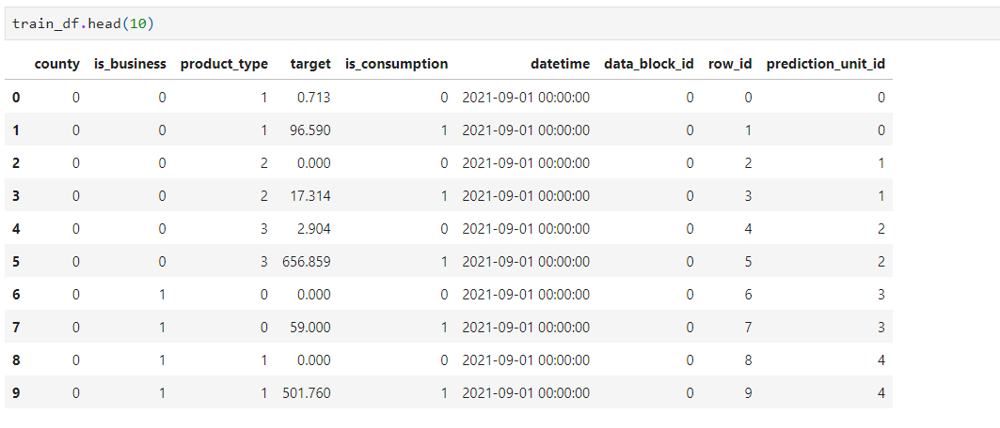 train_df.head(10)
county is_business product_type target is_consumption datetime data_block_id row_id prediction_unit_id
0 0 0 1 0.713 0 2021-09-01 00:00:00 0 0 0
1 0 0 1 96.590 1 2021-09-01 00:00:00 0 1 0
2 0 0 2 0.000 0 2021-09-01 00:00:00 0 2 1
3 0 0 2 17.314 1 2021-09-01 00:00:00 0 3 1
4 0 0 3 2.904 0 2021-09-01 00:00:00 0 4 2
5 0 0 3 656.859 1 2021-09-01 00:00:00 0 5 2
6 0 1 0 0.000 0 2021-09-01 00:00:00 0 6 3
7 0 1 0 59.000 1 2021-09-01 00:00:00 0 7 3
8 0 1 1 0.000 0 2021-09-01 00:00:00 0 8 4
9 0 1 1 501.760 1 2021-09-01 00:00:00 0 9 4